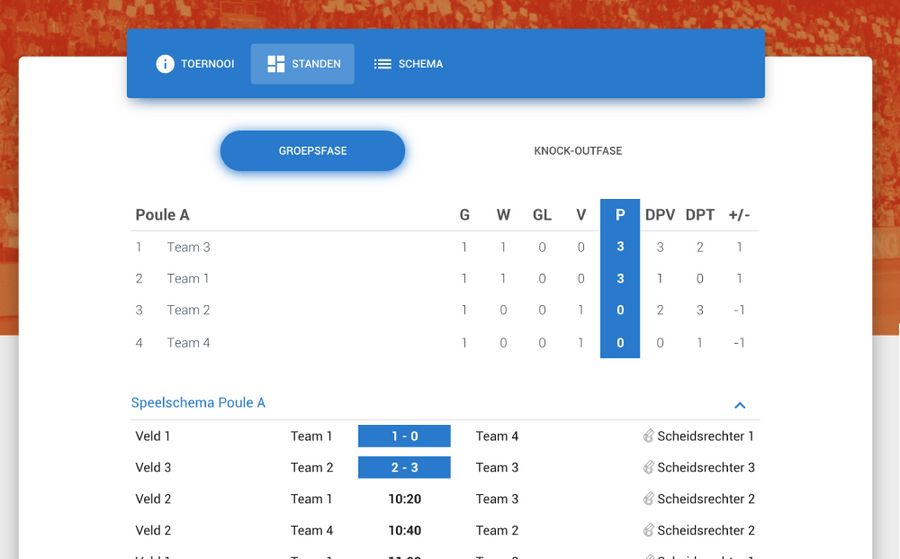 TOERNOOI STANDEN SCHEMA
GROEPSFASE KNOCK-OUTFASE
Poule A G W GL V P DPV DPT +/-
1 Team 3 1 1 0 0 3 3 2 1
2 Team 1 1 1 0 0 3 1 0 1
3 Team 2 1 0 0 1 0 2 3 -1
4 Team 4 1 0 0 1 0 0 1 -1
Speelschema Poule A
Veld 1 Team 1 1 - 0 Team 4 Scheidsrechter 1
Veld 3 Team 2 2 - 3 Team 3 Scheidsrechter 3
Veld 2 Team 1 10:20 Team 3 Scheidsrechter 2
Veld 2 Team 4 10:40 Team 2 Scheidsrechter 2